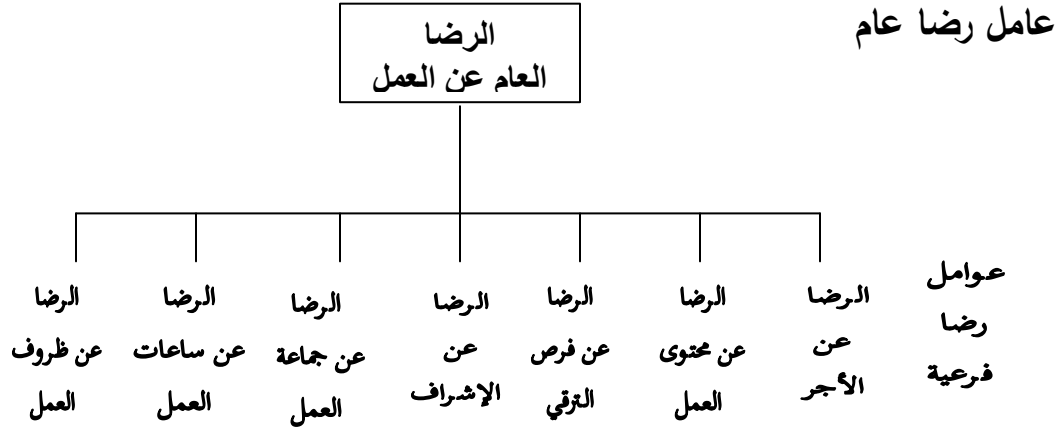 عامل رضا عام
الرضا
العام عن العمل
عوامل
رضا
فرعية
الرضا
عن
الأجر
الرضا
عن محتوى
العمل
الرضا
عن فرص
الترقي
الرضا
عن
الإشراف
الرضا
عن جماعة
العمل
الرضا
عن ساعات
العمل
الرضا
عن ظروف
العمل